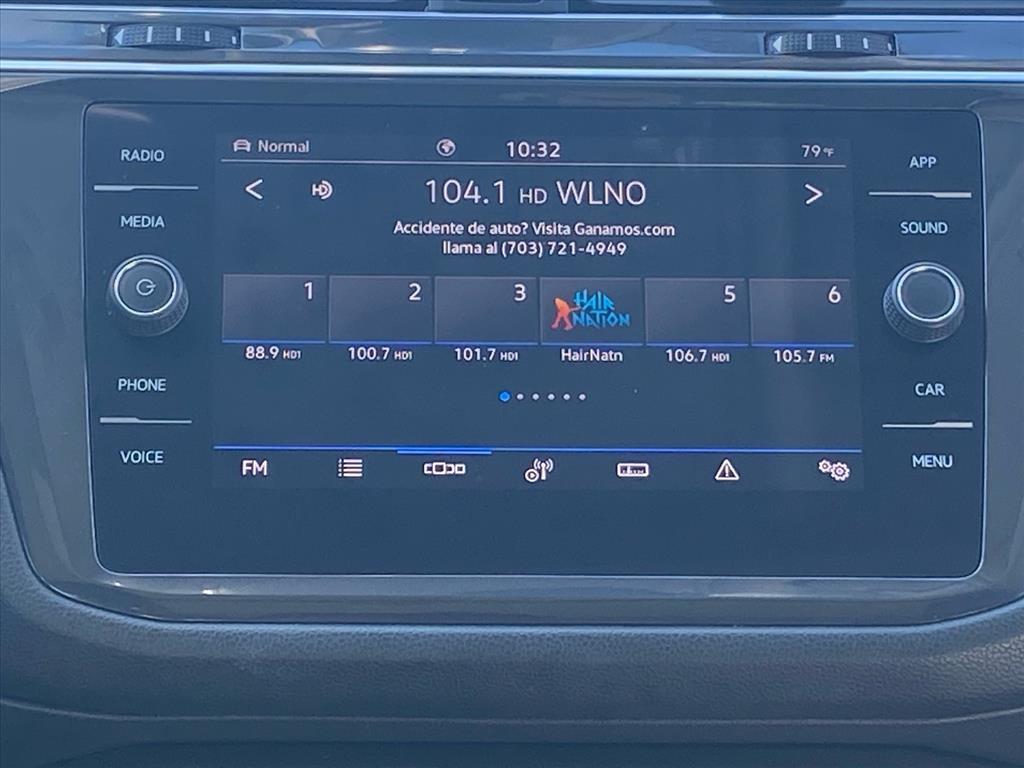 Normal 10:32 79°F
RADIO
APP
104.1 HD WLNO
MEDIA
SOUND
Accidente de auto? Visita Ganamos.com
llama al (703) 721-4949
1 2 3 HAIR NATION 5 6
88.9 HD1 100.7 HD1 101.7 HD1 HairNatn 106.7 HD1 105.7 FM
PHONE
CAR
VOICE
MENU
FM